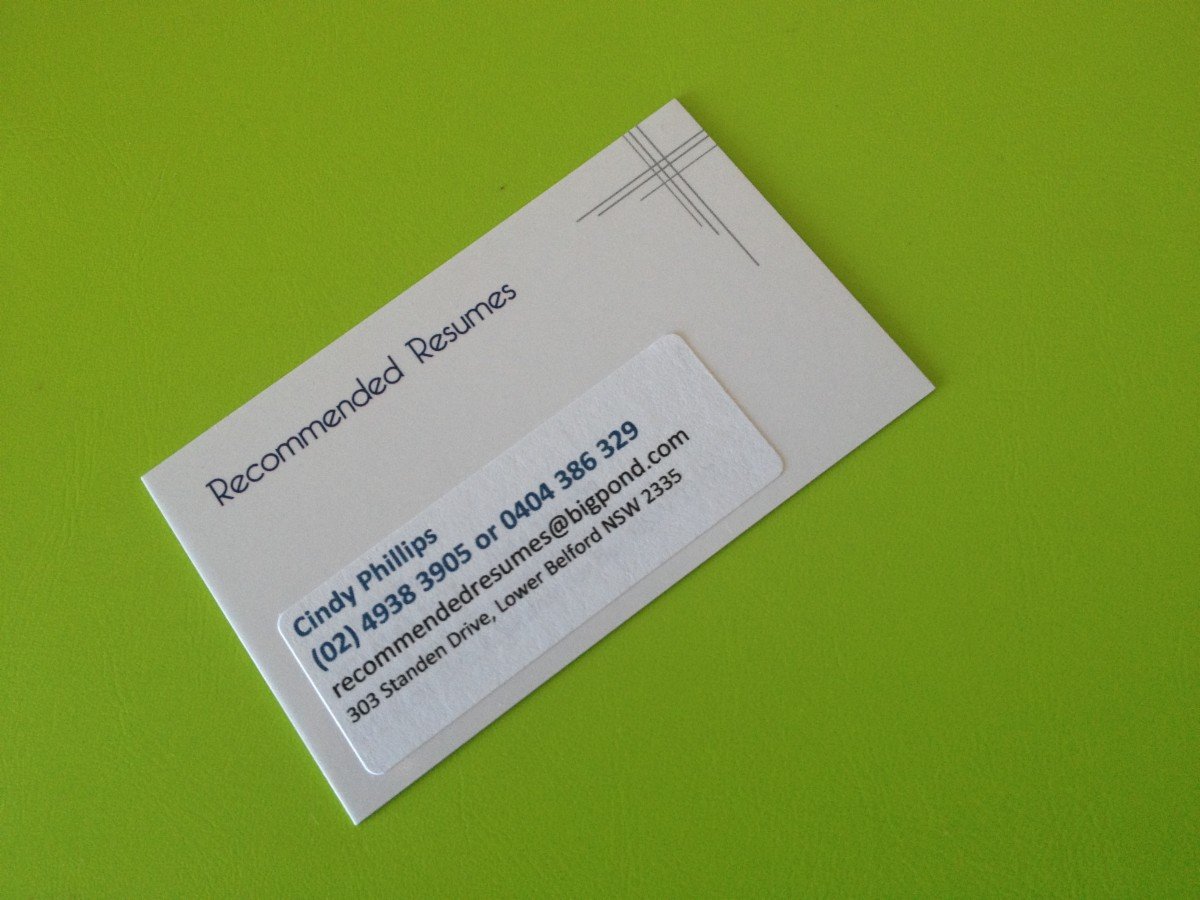 Recommended Resumes
Cindy Phillips
(02) 4938 3905 or 0404 386 329
recommendedresumes@bigpond.com
303 Standen Drive, Lower Belford NSW 2335